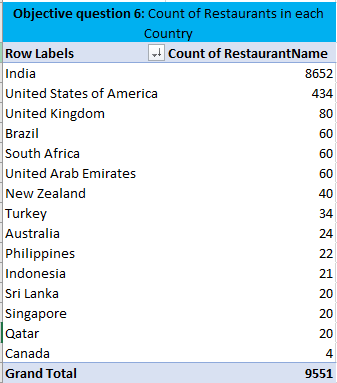 Objective question 6: Count of Restaurants in each
Country
Row Labels Count of RestaurantName
India 8652
United States of America 434
United Kingdom 80
Brazil 60
South Africa 60
United Arab Emirates 60
New Zealand 40
Turkey 34
Australia 24
Philippines 22
Indonesia 21
Sri Lanka 20
Singapore 20
Qatar 20
Canada 4
Grand Total 9551